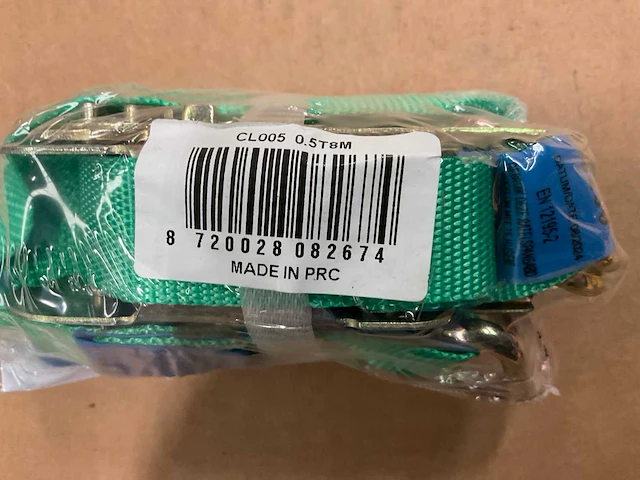 CL005 0.5T8M
8 720028 082674
MADE IN PRC
EN 12195-2